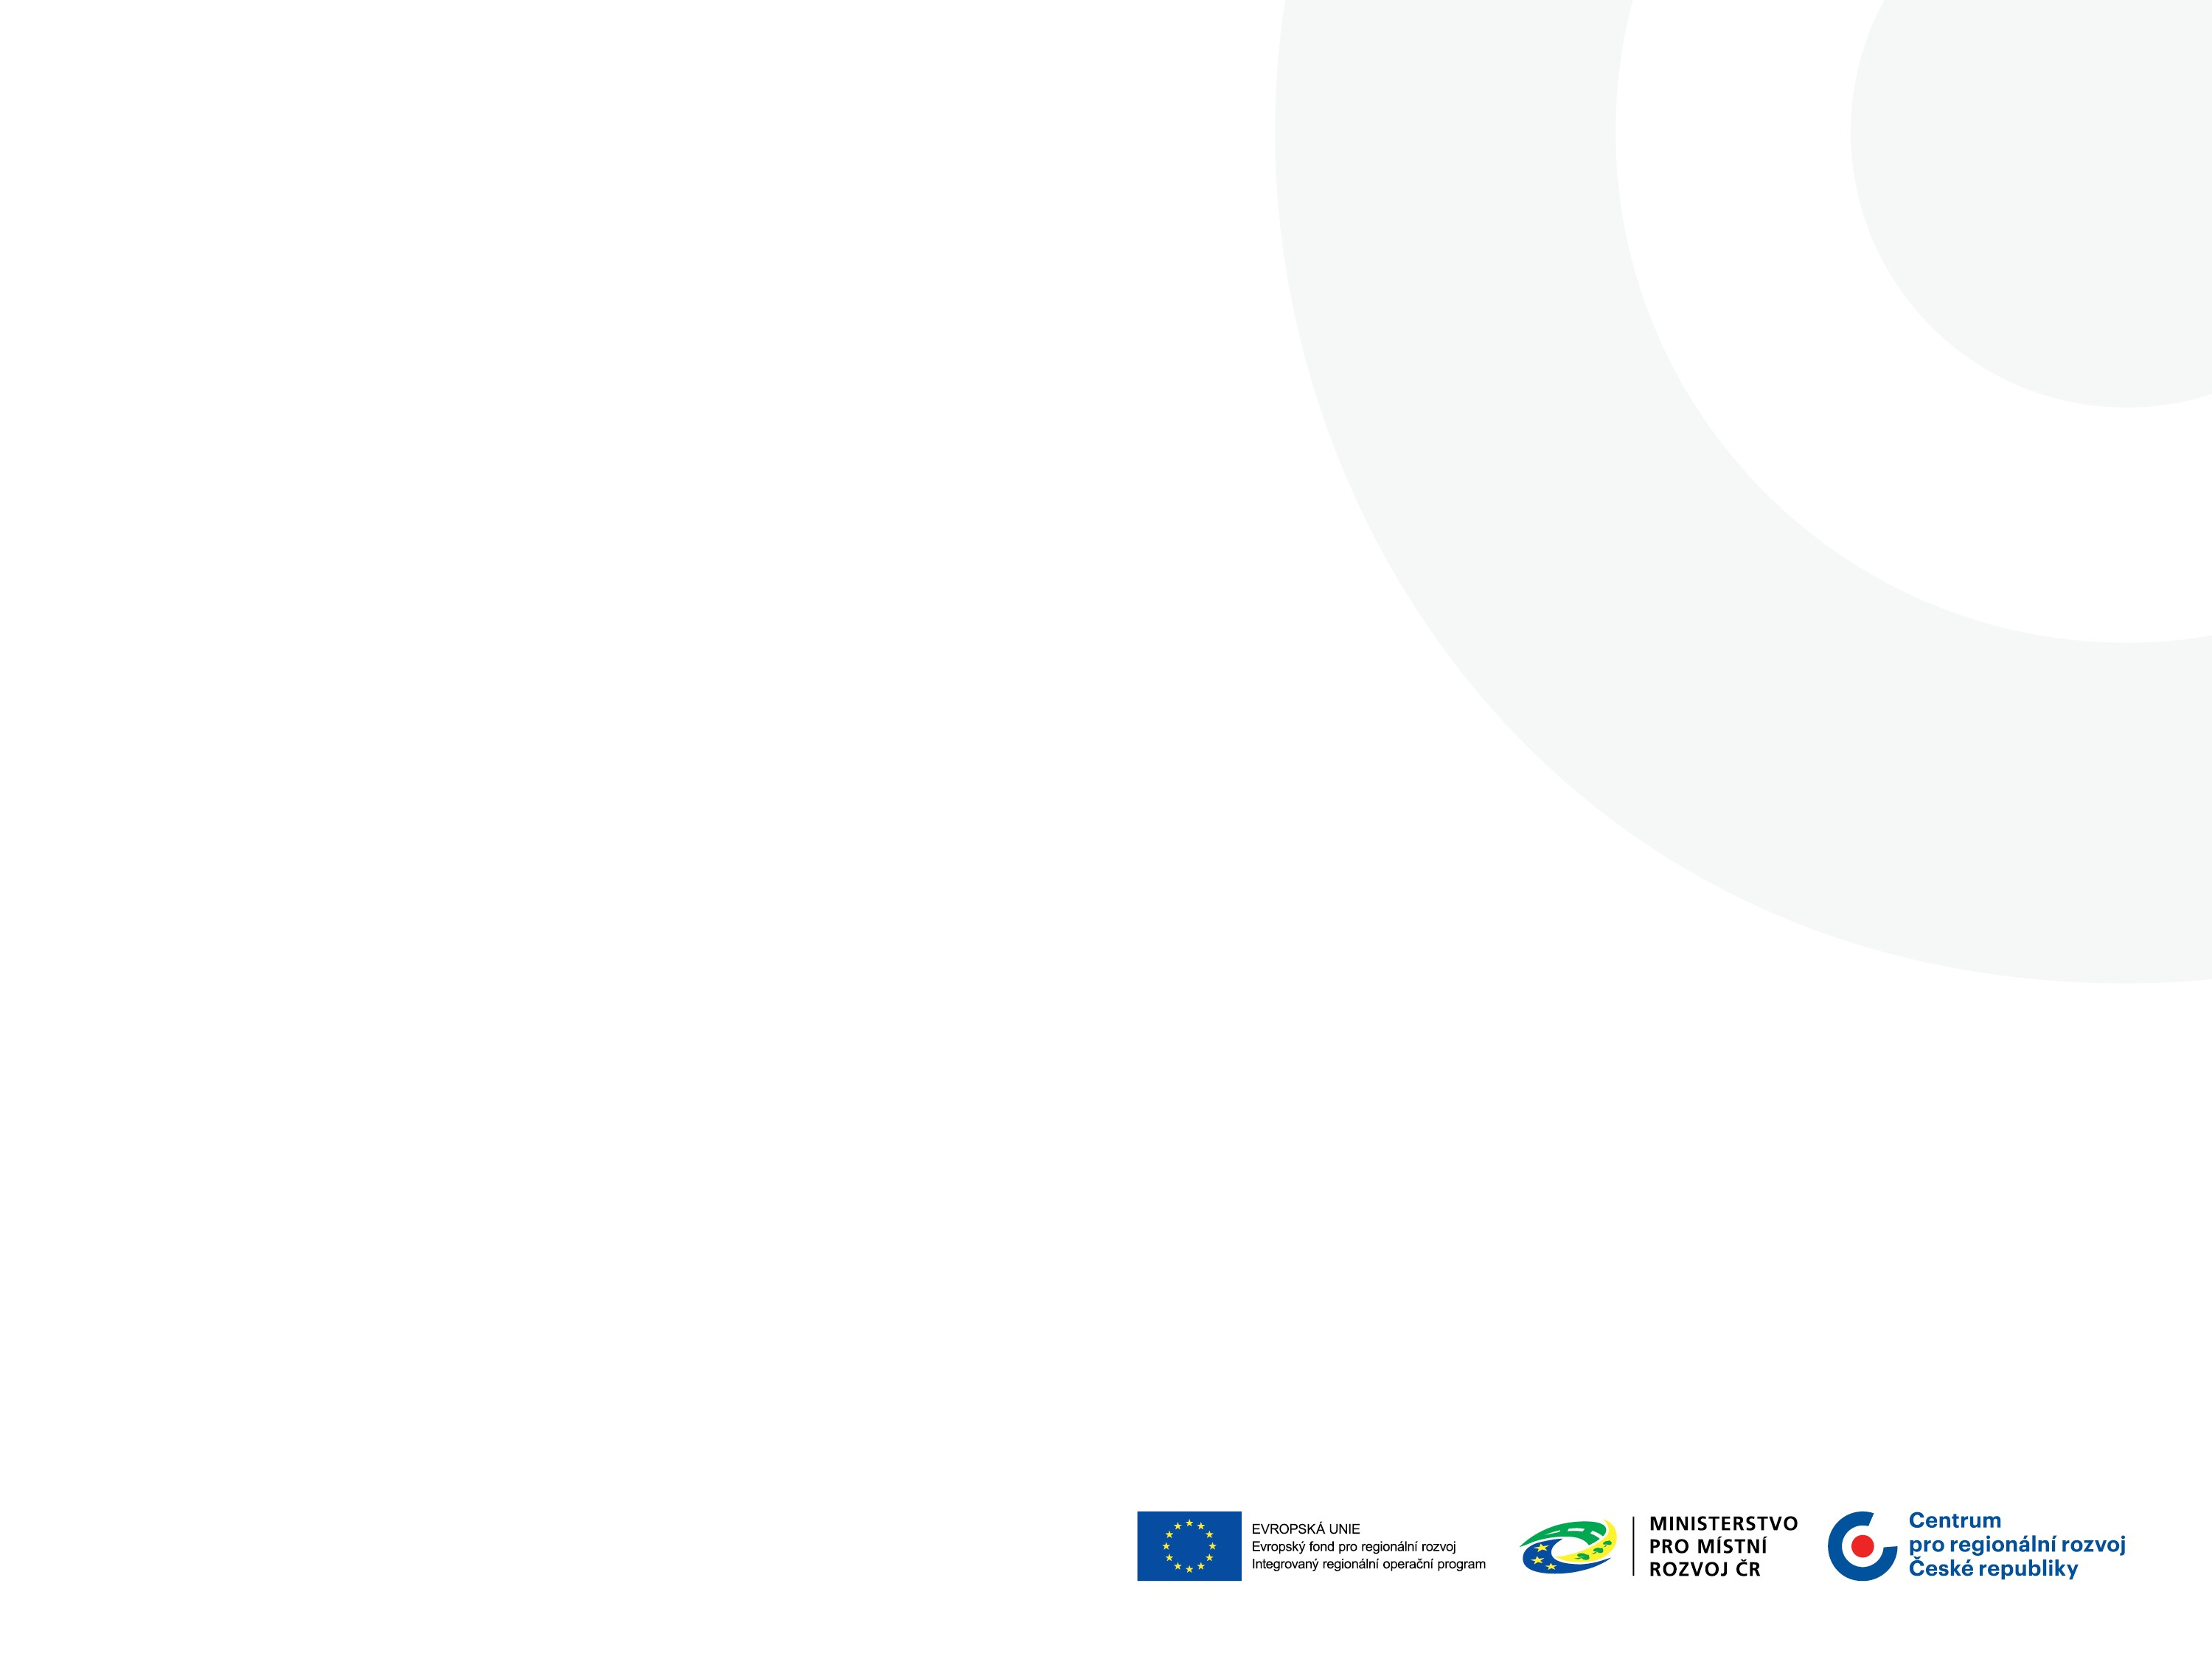 EVROPSKÁ UNIE
Evropský fond pro regionální rozvoj
Integrovaný regionální operační program
MINISTERSTVO
PRO MÍSTNÍ
ROZVOJ ČR
Centrum
pro regionální rozvoj
České republiky